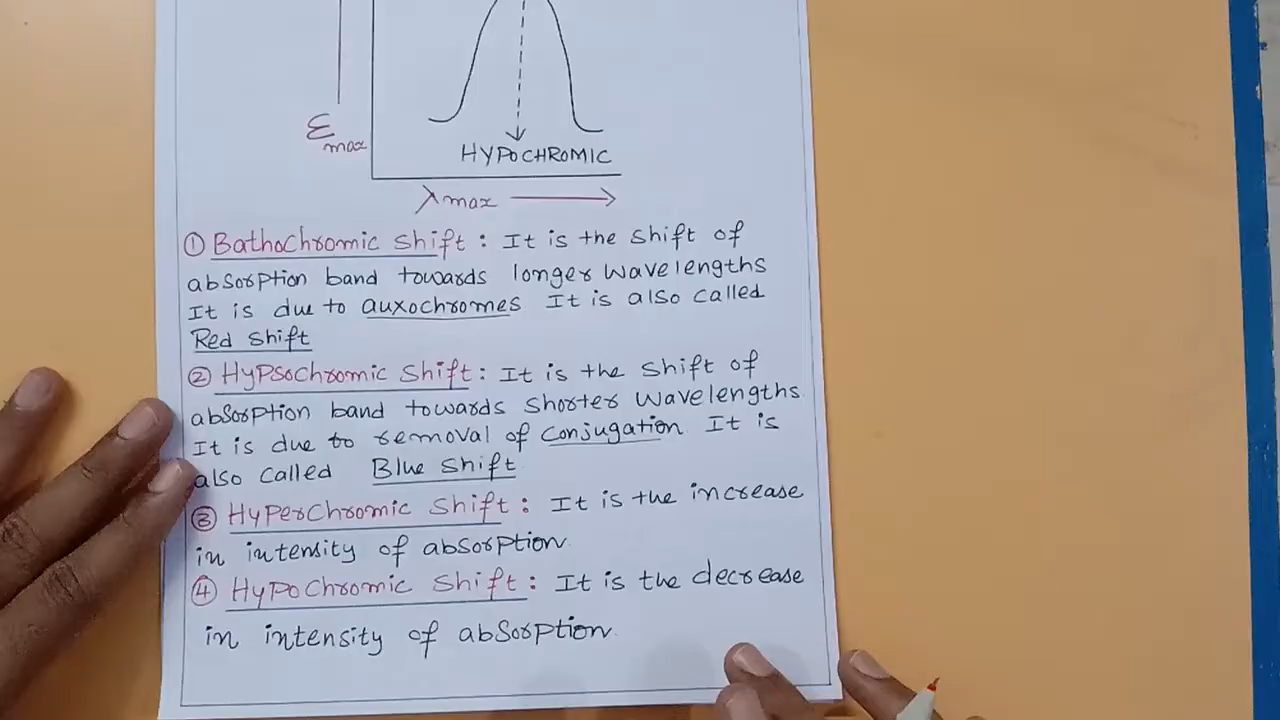 Ɛmax
HYPOCHROMIC
λmax
① Bathochromic shift : It is the shift of
absorption band towards longer wavelengths
It is due to auxochromes It is also called
Red shift
② Hypsochromic shift : It is the shift of
absorption band towards shorter wavelengths
It is due to removal of conjugation It is
also called Blue shift
③ Hyperchromic shift : It is the increase
in intensity of absorption.
④ Hypochromic shift : It is the decrease
in intensity of absorption.